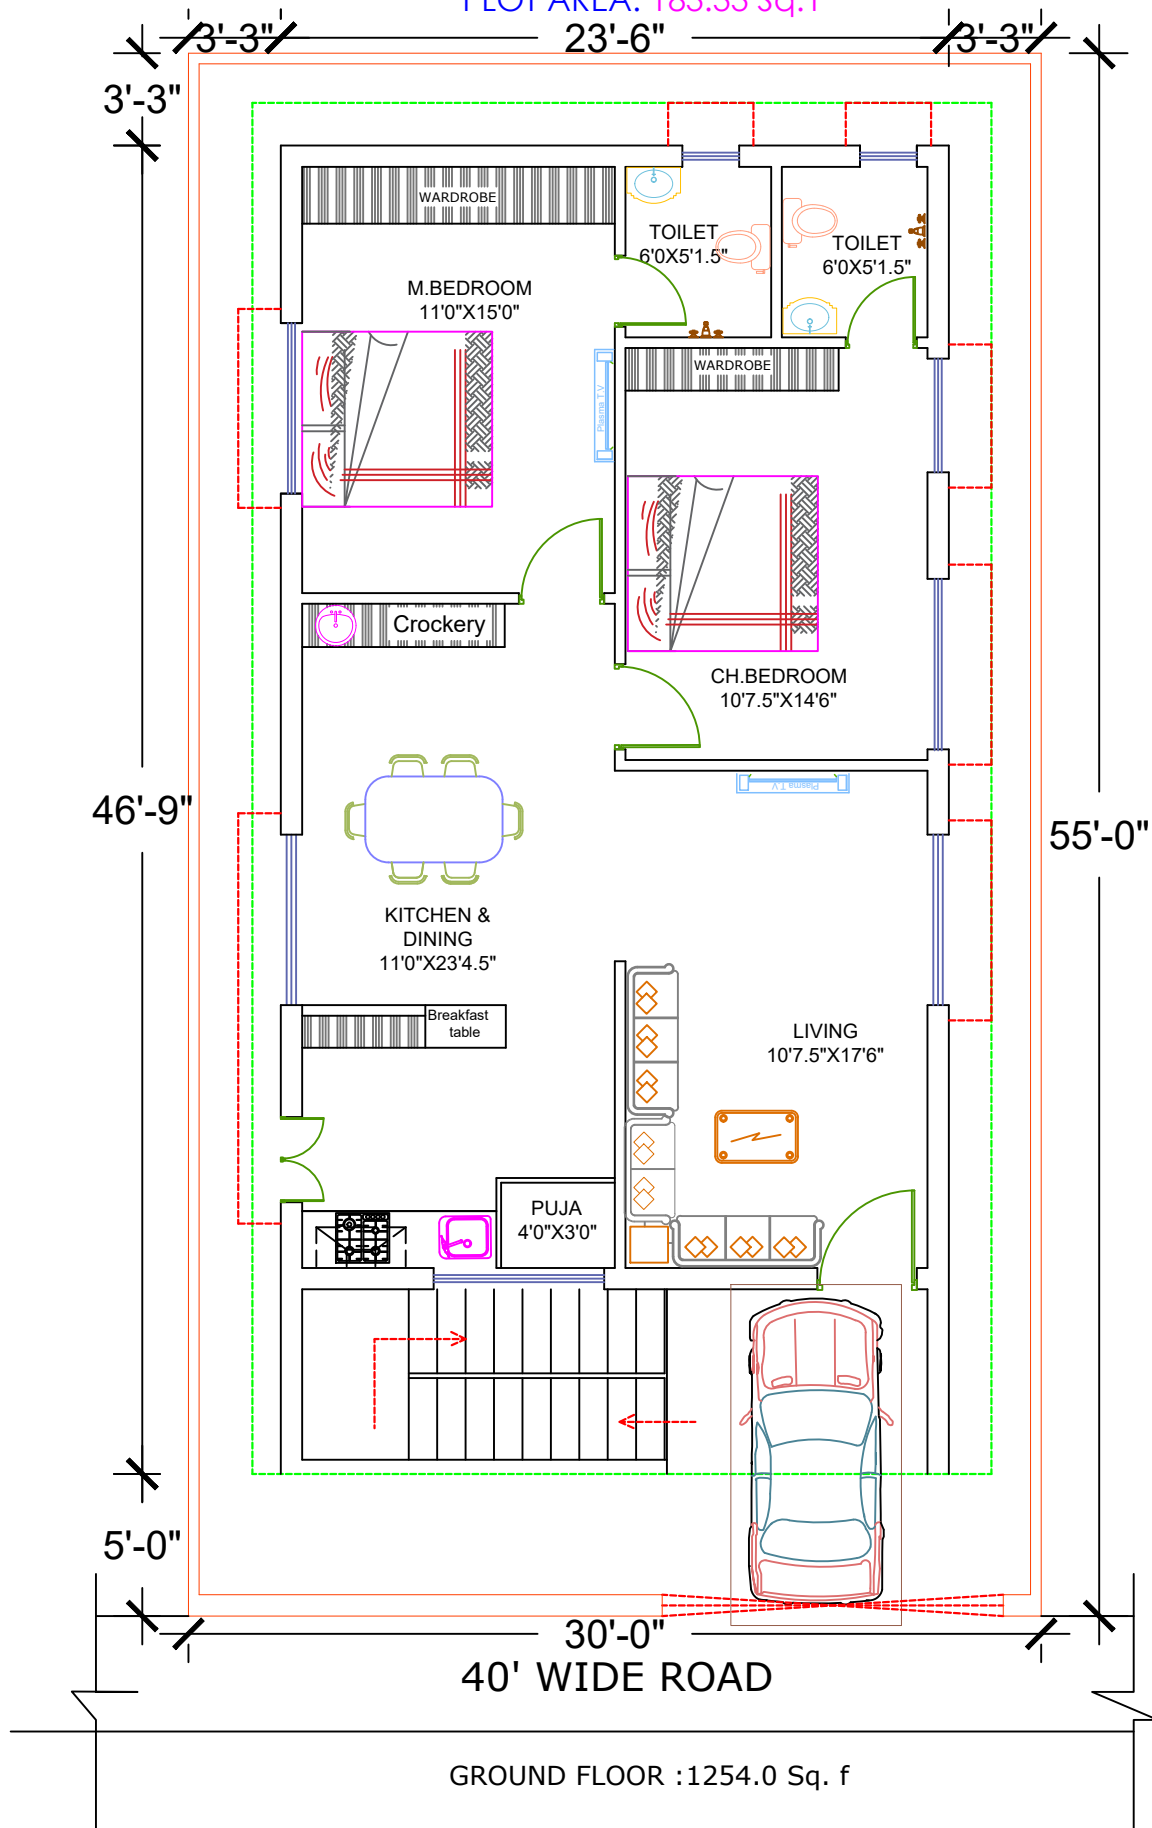 PLOT AREA: 183.33 sq.f
3'-3"
23'-6"
3'-3"
3'-3"
WARDROBE
TOILET
6'0X5'1.5"
TOILET
6'0X5'1.5"
M.BEDROOM
11'0"X15'0"
WARDROBE
Plasma T.V
Crockery
CH.BEDROOM
10'7.5"X14'6"
Plasma T.V
46'-9"
55'-0"
KITCHEN &
DINING
11'0"X23'4.5"
Breakfast
table
LIVING
10'7.5"X17'6"
PUJA
4'0"X3'0"
5'-0"
30'-0"
40' WIDE ROAD
GROUND FLOOR :1254.0 Sq. f